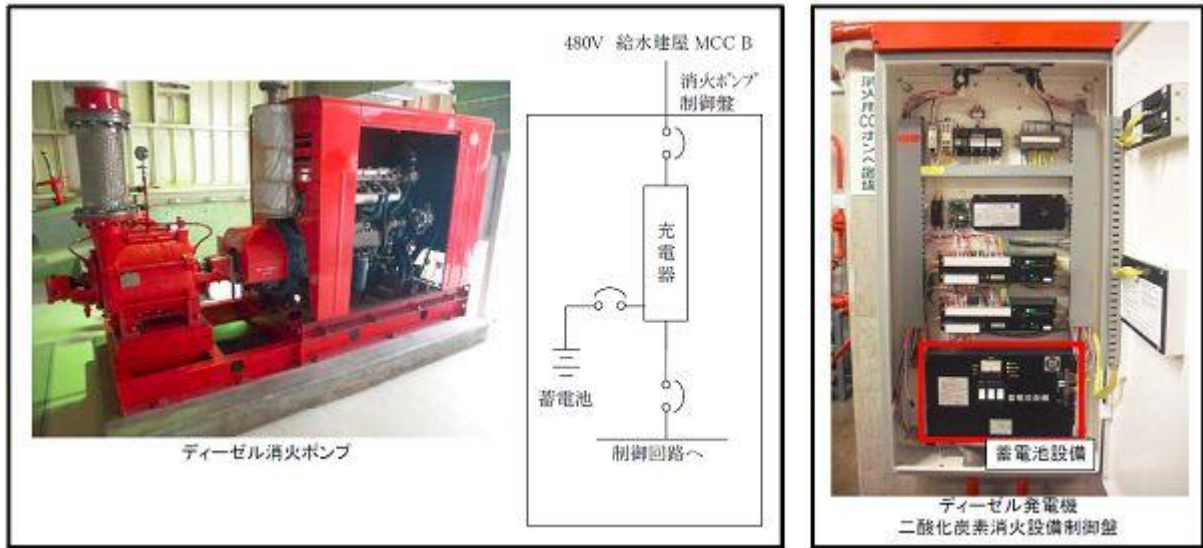 480V 給水建屋 MCC B
消火ポンプ
制御盤
充電器
蓄電池
制御回路へ
ディーゼル消火ポンプ
蓄電池設備
ディーゼル発電機
二酸化炭素消火設備制御盤